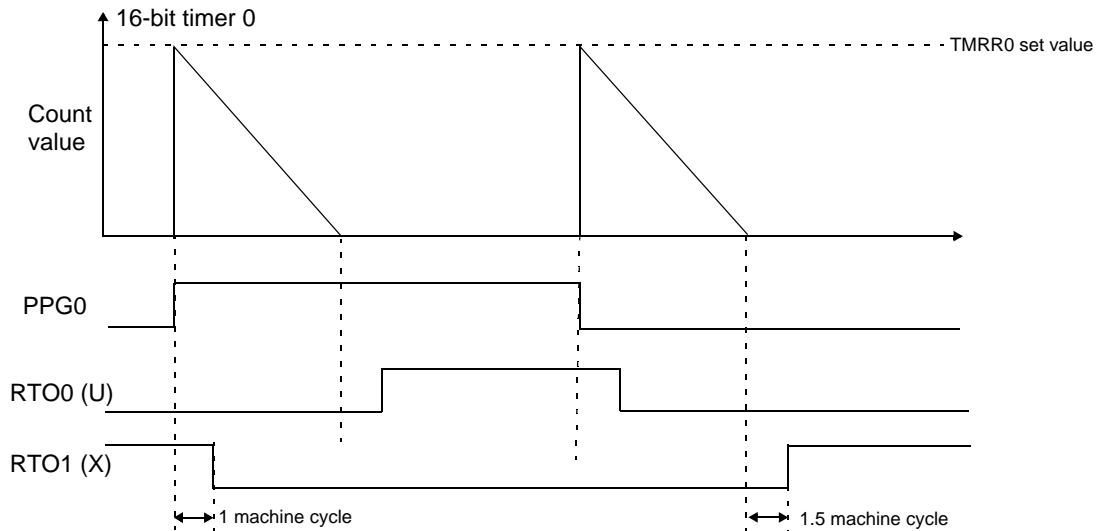 16-bit timer 0
TMRR0 set value
Count
value
PPG0
RTO0 (U)
RTO1 (X)
1 machine cycle
1.5 machine cycle